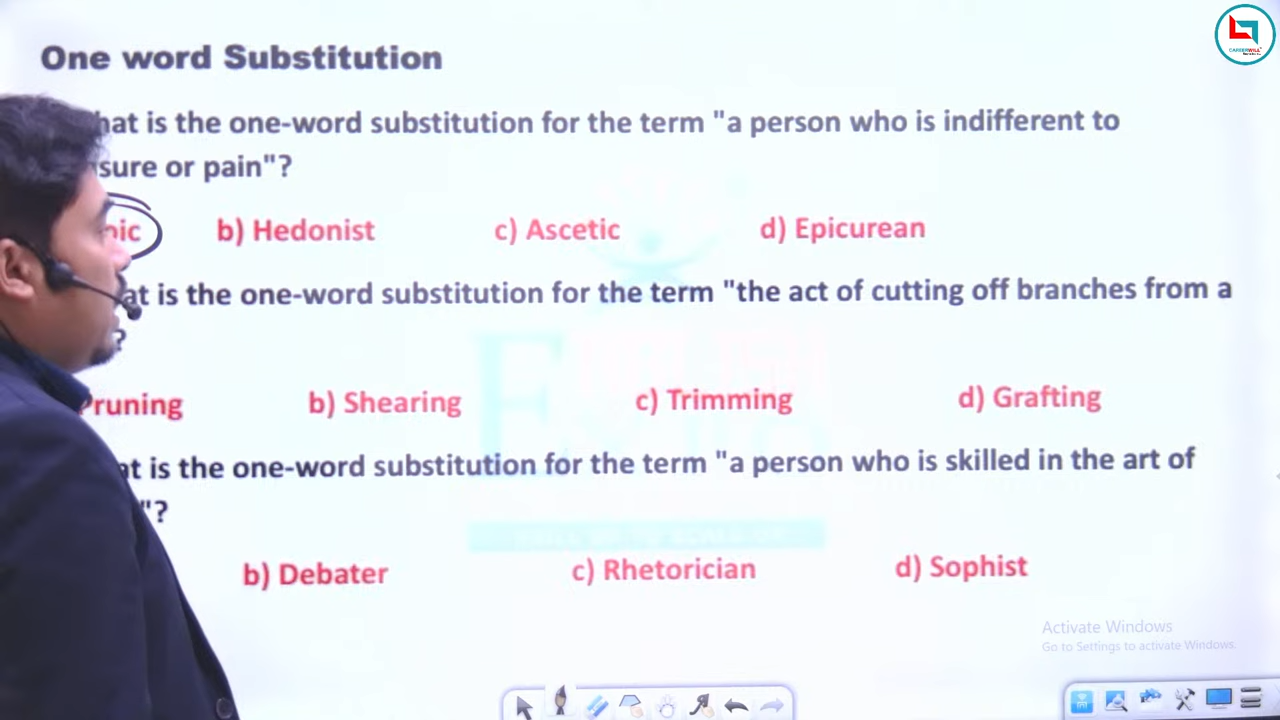 One word Substitution
hat is the one-word substitution for the term "a person who is indifferent to
sure or pain"?
b) Hedonist c) Ascetic d) Epicurean
at is the one-word substitution for the term "the act of cutting off branches from a
?
runing b) Shearing c) Trimming d) Grafting
at is the one-word substitution for the term "a person who is skilled in the art of
"?
b) Debater c) Rhetorician d) Sophist
Activate Windows
Go to Settings to activate Windows.
CAREERWILL